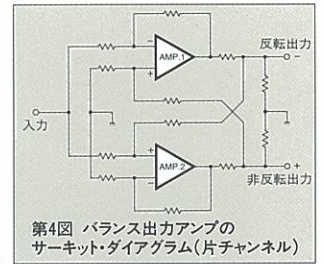 反転出力
−
−
AMP.1
+
入力
+
AMP.2
−
+
非反転出力
第4図 バランス出力アンプの
サーキット・ダイアグラム(片チャンネル)